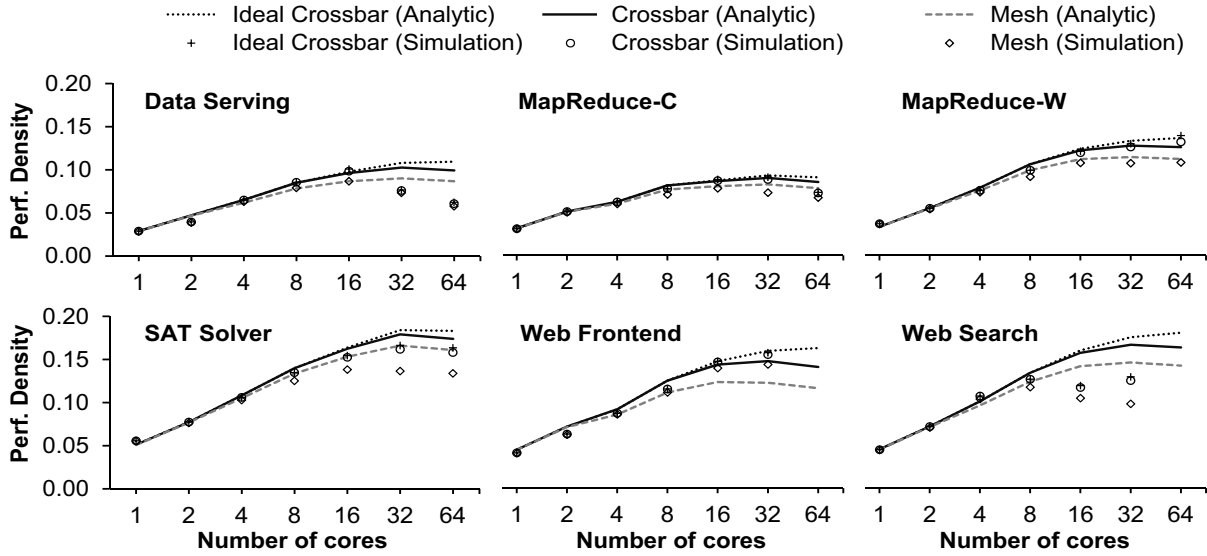 Ideal Crossbar (Analytic) Crossbar (Analytic) Mesh (Analytic)
Ideal Crossbar (Simulation) Crossbar (Simulation) Mesh (Simulation)
Perf. Density
0.20
0.15
0.10
0.05
0.00
Data Serving
1 2 4 8 16 32 64
MapReduce-C
1 2 4 8 16 32 64
MapReduce-W
1 2 4 8 16 32 64
Perf. Density
0.20
0.15
0.10
0.05
0.00
SAT Solver
1 2 4 8 16 32 64
Number of cores
Web Frontend
1 2 4 8 16 32 64
Number of cores
Web Search
1 2 4 8 16 32 64
Number of cores